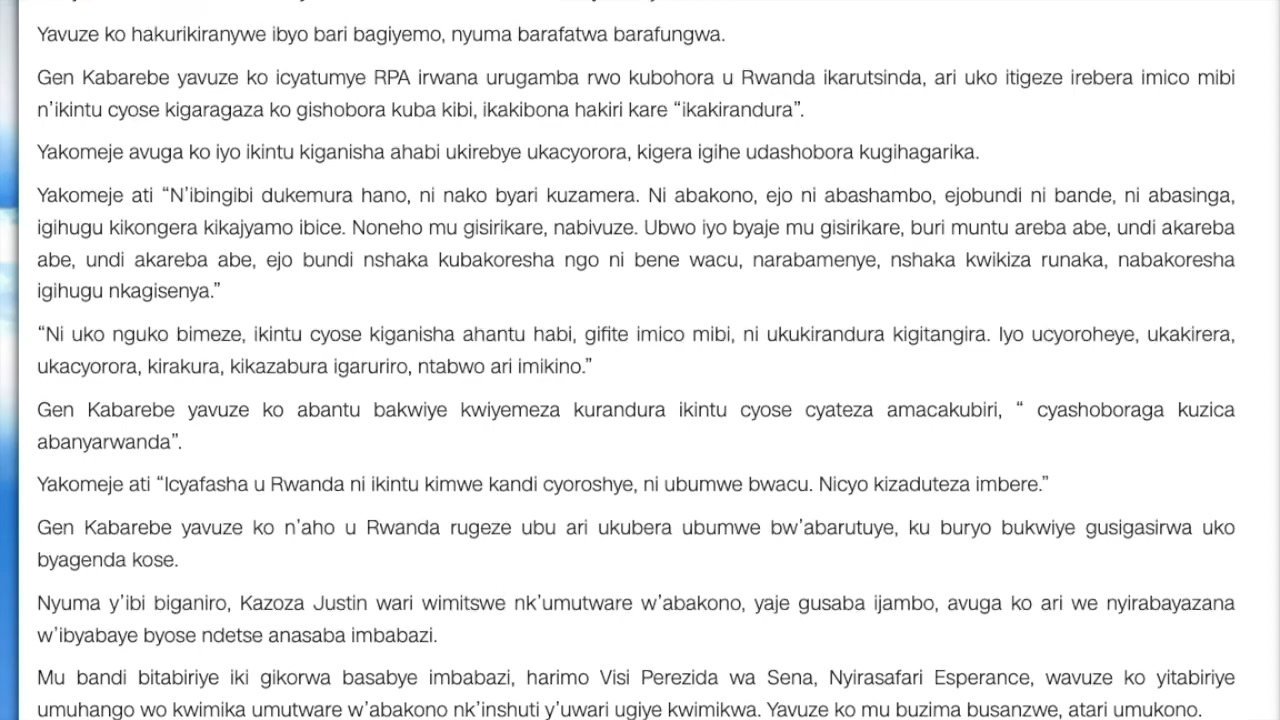 Yavuze ko hakurikiranywe ibyo bari bagiyemo, nyuma barafatwa barafungwa.
Gen Kabarebe yavuze ko icyatumye RPA irwana urugamba rwo kubohora u Rwanda ikarutsinda, ari uko itigeze irebera imico mibi
n’ikintu cyose kigaragaza ko gishobora kuba kibi, ikakibona hakiri kare “ikakirandura”.
Yakomeje avuga ko iyo ikintu kiganisha ahabi ukirebye ukacyorora, kigera igihe udashobora kugihagarika.
Yakomeje ati “N’ibingibi dukemura hano, ni nako byari kuzamera. Ni abakono, ejo ni abashambo, ejobundi ni bande, ni abasinga,
igihugu kikongera kikajyamo ibice. Noneho mu gisirikare, nabivuze. Ubwo iyo byaje mu gisirikare, buri muntu areba abe, undi akareba
abe, undi akareba abe, ejo bundi nshaka kubakoresha ngo ni bene wacu, narabamenye, nshaka kwikiza runaka, nabakoresha
igihugu nkagisenya.”
“Ni uko nguko bimeze, ikintu cyose kiganisha ahantu habi, gifite imico mibi, ni ukukirandura kigitangira. Iyo ucyoroheye, ukakirera,
ukacyorora, kirakura, kikazabura igaruriro, ntabwo ari imikino.”
Gen Kabarebe yavuze ko abantu bakwiye kwiyemeza kurandura ikintu cyose cyateza amacakubiri, “ cyashoboraga kuzica
abanyarwanda”.
Yakomeje ati “Icyafasha u Rwanda ni ikintu kimwe kandi cyoroshye, ni ubumwe bwacu. Nicyo kizaduteza imbere.”
Gen Kabarebe yavuze ko n’aho u Rwanda rugeze ubu ari ukubera ubumwe bw’abarutuye, ku buryo bukwiye gusigasirwa uko
byagenda kose.
Nyuma y’ibi biganiro, Kazoza Justin wari wimitswe nk’umutware w’abakono, yaje gusaba ijambo, avuga ko ari we nyirabayazana
w’ibyabaye byose ndetse anasaba imbabazi.
Mu bandi bitabiriye iki gikorwa basabye imbabazi, harimo Visi Perezida wa Sena, Nyirasafari Esperance, wavuze ko yitabiriye
umuhango wo kwimika umutware w’abakono nk’inshuti y’uwari ugiye kwimikwa. Yavuze ko mu buzima busanzwe, atari umukono.